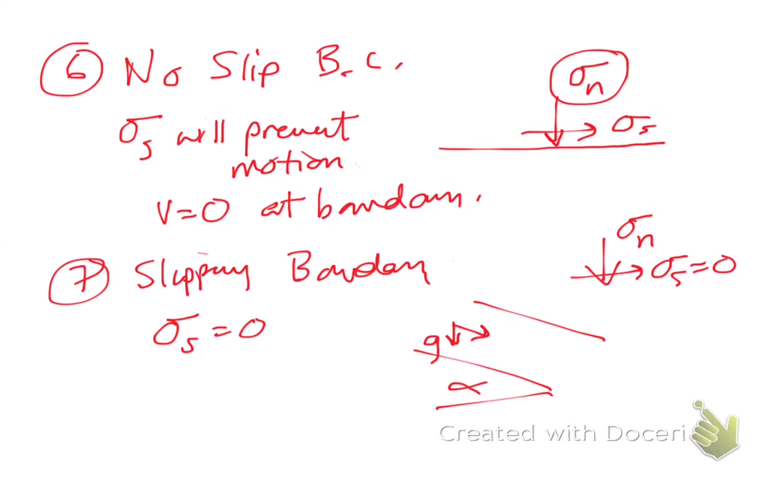 6 No Slip B.C.
σn
σs
σs will prevent
motion
v=0 at boundary.
σn
σs=0
7 Slippery Boundary
σs=0
g
α
Created with Doceri